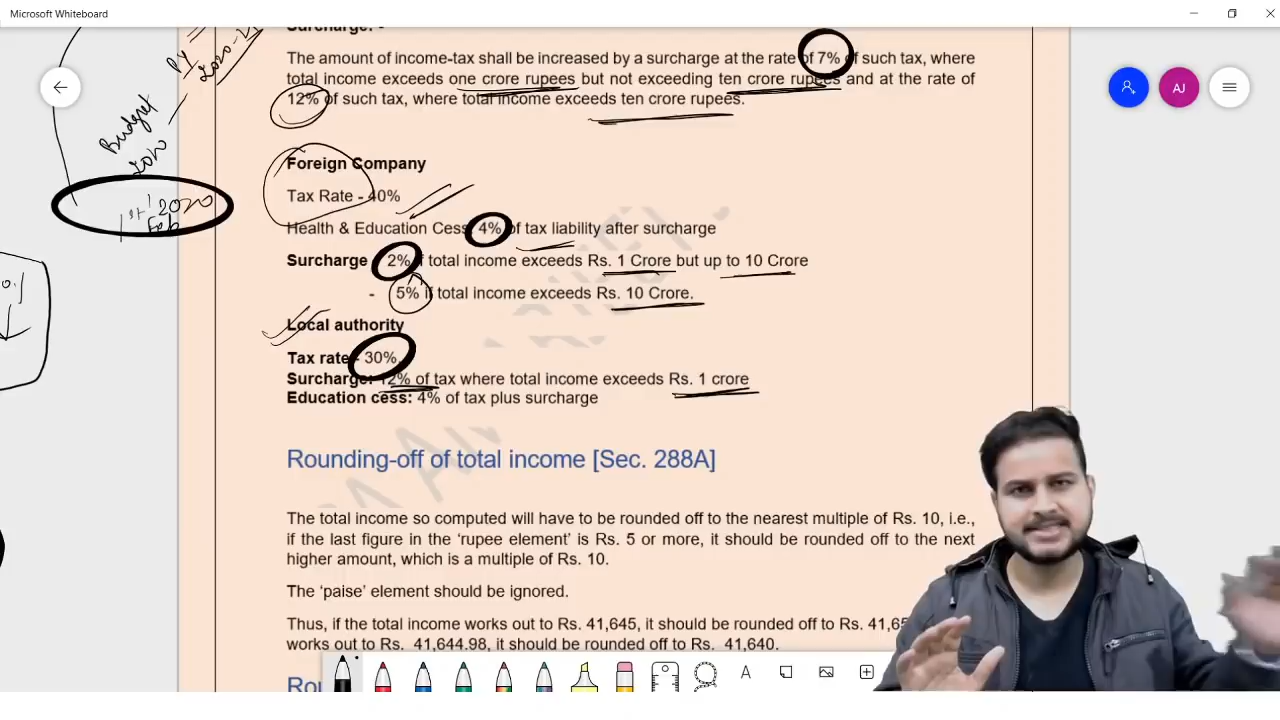 Microsoft Whiteboard
Surcharge: -
The amount of income-tax shall be increased by a surcharge at the rate of 7% of such tax, where
total income exceeds one crore rupees but not exceeding ten crore rupees and at the rate of
12% of such tax, where total income exceeds ten crore rupees.
PY
2020-21
Budget
2020
1st 2020
Feb
AJ
Foreign Company
Tax Rate - 40%
Health & Education Cess: 4% of tax liability after surcharge
Surcharge 2% if total income exceeds Rs. 1 Crore but up to 10 Crore
- 5% if total income exceeds Rs. 10 Crore.
Local authority
Tax rate - 30%
Surcharge: 12% of tax where total income exceeds Rs. 1 crore
Education cess: 4% of tax plus surcharge
Rounding-off of total income [Sec. 288A]
The total income so computed will have to be rounded off to the nearest multiple of Rs. 10, i.e.,
if the last figure in the ‘rupee element’ is Rs. 5 or more, it should be rounded off to the next
higher amount, which is a multiple of Rs. 10.
The ‘paise’ element should be ignored.
Thus, if the total income works out to Rs. 41,645, it should be rounded off to Rs. 41,65
works out to Rs. 41,644.98, it should be rounded off to Rs. 41,640.
Ro
A